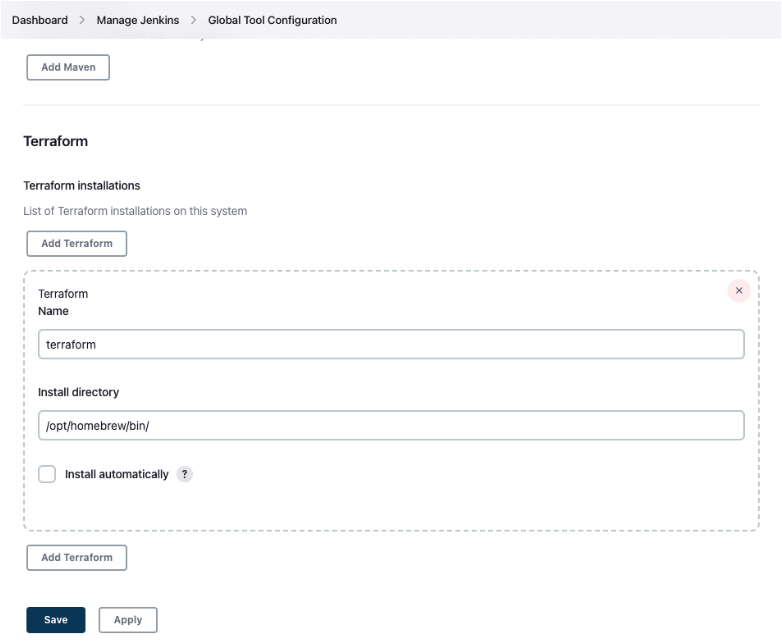 Dashboard > Manage Jenkins > Global Tool Configuration
Add Maven
Terraform
Terraform installations
List of Terraform installations on this system
Add Terraform
Terraform
Name
terraform
Install directory
/opt/homebrew/bin/
Install automatically ?
Add Terraform
Save Apply